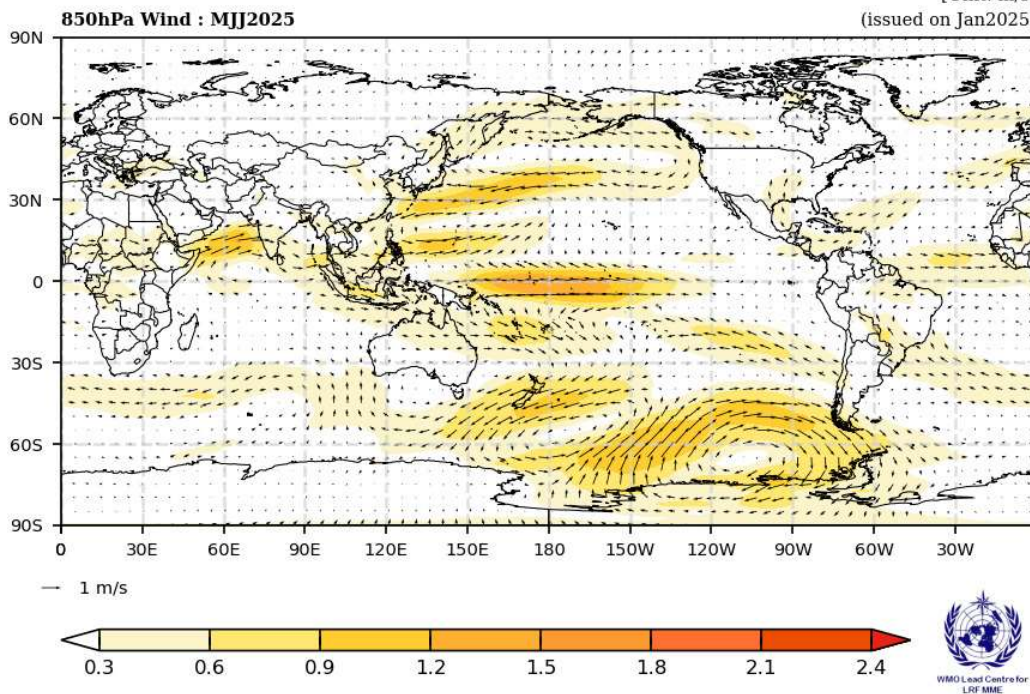 850hPa Wind : MJJ2025
(issued on Jan2025
90N
60N
30N
0
30S
60S
90S
0 30E 60E 90E 120E 150E 180 150W 120W 90W 60W 30W
1 m/s
0.3 0.6 0.9 1.2 1.5 1.8 2.1 2.4
WMO Lead Centre for
LRF MME